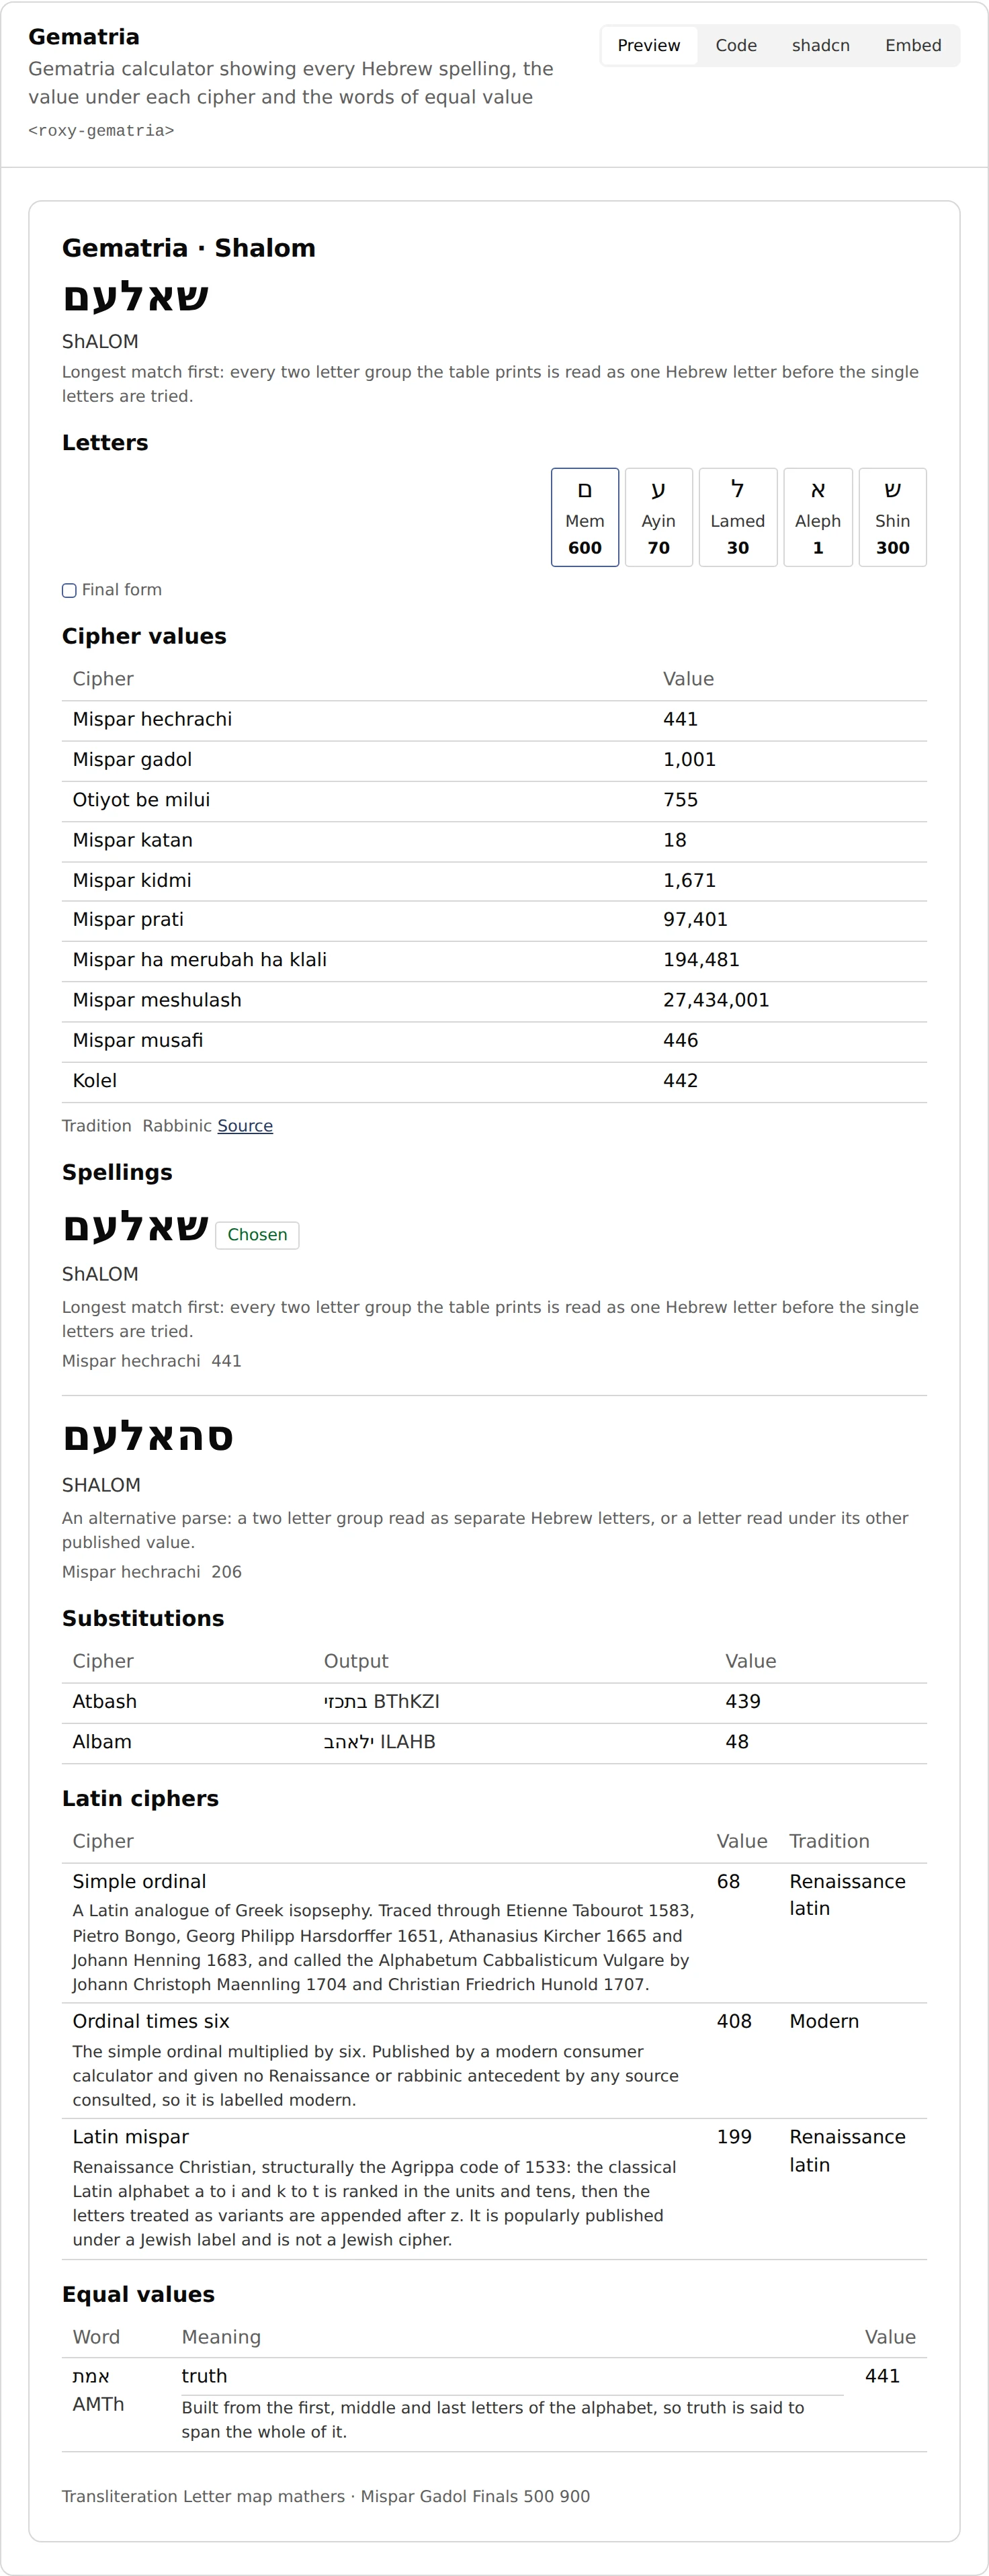 Gematria
Gematria calculator showing every Hebrew spelling, the
value under each cipher and the words of equal value
<roxy-gematria>
Preview Code shadcn Embed
Gematria · Shalom
שאלעם
ShALOM
Longest match first: every two letter group the table prints is read as one Hebrew letter before the single
letters are tried.
Letters
ש א ל ע ם
Mem Ayin Lamed Aleph Shin
600 70 30 1 300
Final form
Cipher values
Cipher Value
Mispar hechrachi 441
Mispar gadol 1,001
Otiyot be milui 755
Mispar katan 18
Mispar kidmi 1,671
Mispar prati 97,401
Mispar ha merubah ha klali 194,481
Mispar meshulash 27,434,001
Mispar musafi 446
Kolel 442
Tradition Rabbinic Source
Spellings
שאלעם Chosen
ShALOM
Longest match first: every two letter group the table prints is read as one Hebrew letter before the single
letters are tried.
Mispar hechrachi 441
סהאלעם
SHALOM
An alternative parse: a two letter group read as separate Hebrew letters, or a letter read under its other
published value.
Mispar hechrachi 206
Substitutions
Cipher Output Value
Atbash בתכזי BThKZI 439
Albam ילאהב ILAHB 48
Latin ciphers
Cipher Value Tradition
Simple ordinal 68 Renaissance
latin
A Latin analogue of Greek isopsephy. Traced through Etienne Tabourot 1583,
Pietro Bongo, Georg Philipp Harsdorffer 1651, Athanasius Kircher 1665 and
Johann Henning 1683, and called the Alphabetum Cabbalisticum Vulgare by
Johann Christoph Maennling 1704 and Christian Friedrich Hunold 1707.
Ordinal times six 408 Modern
The simple ordinal multiplied by six. Published by a modern consumer
calculator and given no Renaissance or rabbinic antecedent by any source
consulted, so it is labelled modern.
Latin mispar 199 Renaissance
latin
Renaissance Christian, structurally the Agrippa code of 1533: the classical
Latin alphabet a to i and k to t is ranked in the units and tens, then the
letters treated as variants are appended after z. It is popularly published
under a Jewish label and is not a Jewish cipher.
Equal values
Word Meaning Value
אמת truth 441
AMTh
Built from the first, middle and last letters of the alphabet, so truth is said to
span the whole of it.
Transliteration Letter map mathers · Mispar Gadol Finals 500 900